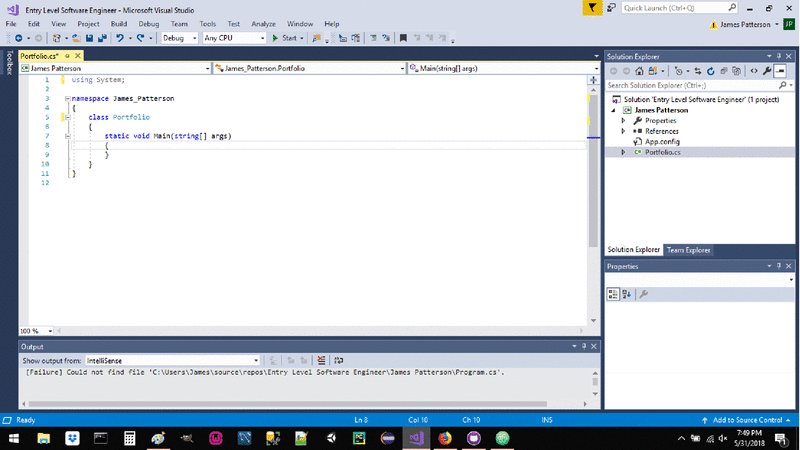 Entry Level Software Engineer - Microsoft Visual Studio
Quick Launch (Ctrl+Q)
File Edit View Project Build Debug Team Tools Test Analyze Window Help
James Patterson JP
Debug Any CPU Start
Toolbox
Portfolio.cs*
James Patterson James_Patterson.Portfolio Main(string[] args)
1 using System;
2
3 namespace James_Patterson
4 {
5 class Portfolio
6 {
7 static void Main(string[] args)
8 {
9 }
10 }
11 }
12
100 %
Solution Explorer
Search Solution Explorer (Ctrl+;)
Solution 'Entry Level Software Engineer' (1 project)
James Patterson
Properties
References
App.config
Portfolio.cs
Solution Explorer Team Explorer
Properties
Output
Show output from: IntelliSense
[Failure] Could not find file 'C:\Users\James\source\repos\Entry Level Software Engineer\James Patterson\Program.cs'.
Ready Ln 8 Col 10 Ch 10 INS Add to Source Control
7:49 PM
5/31/2018